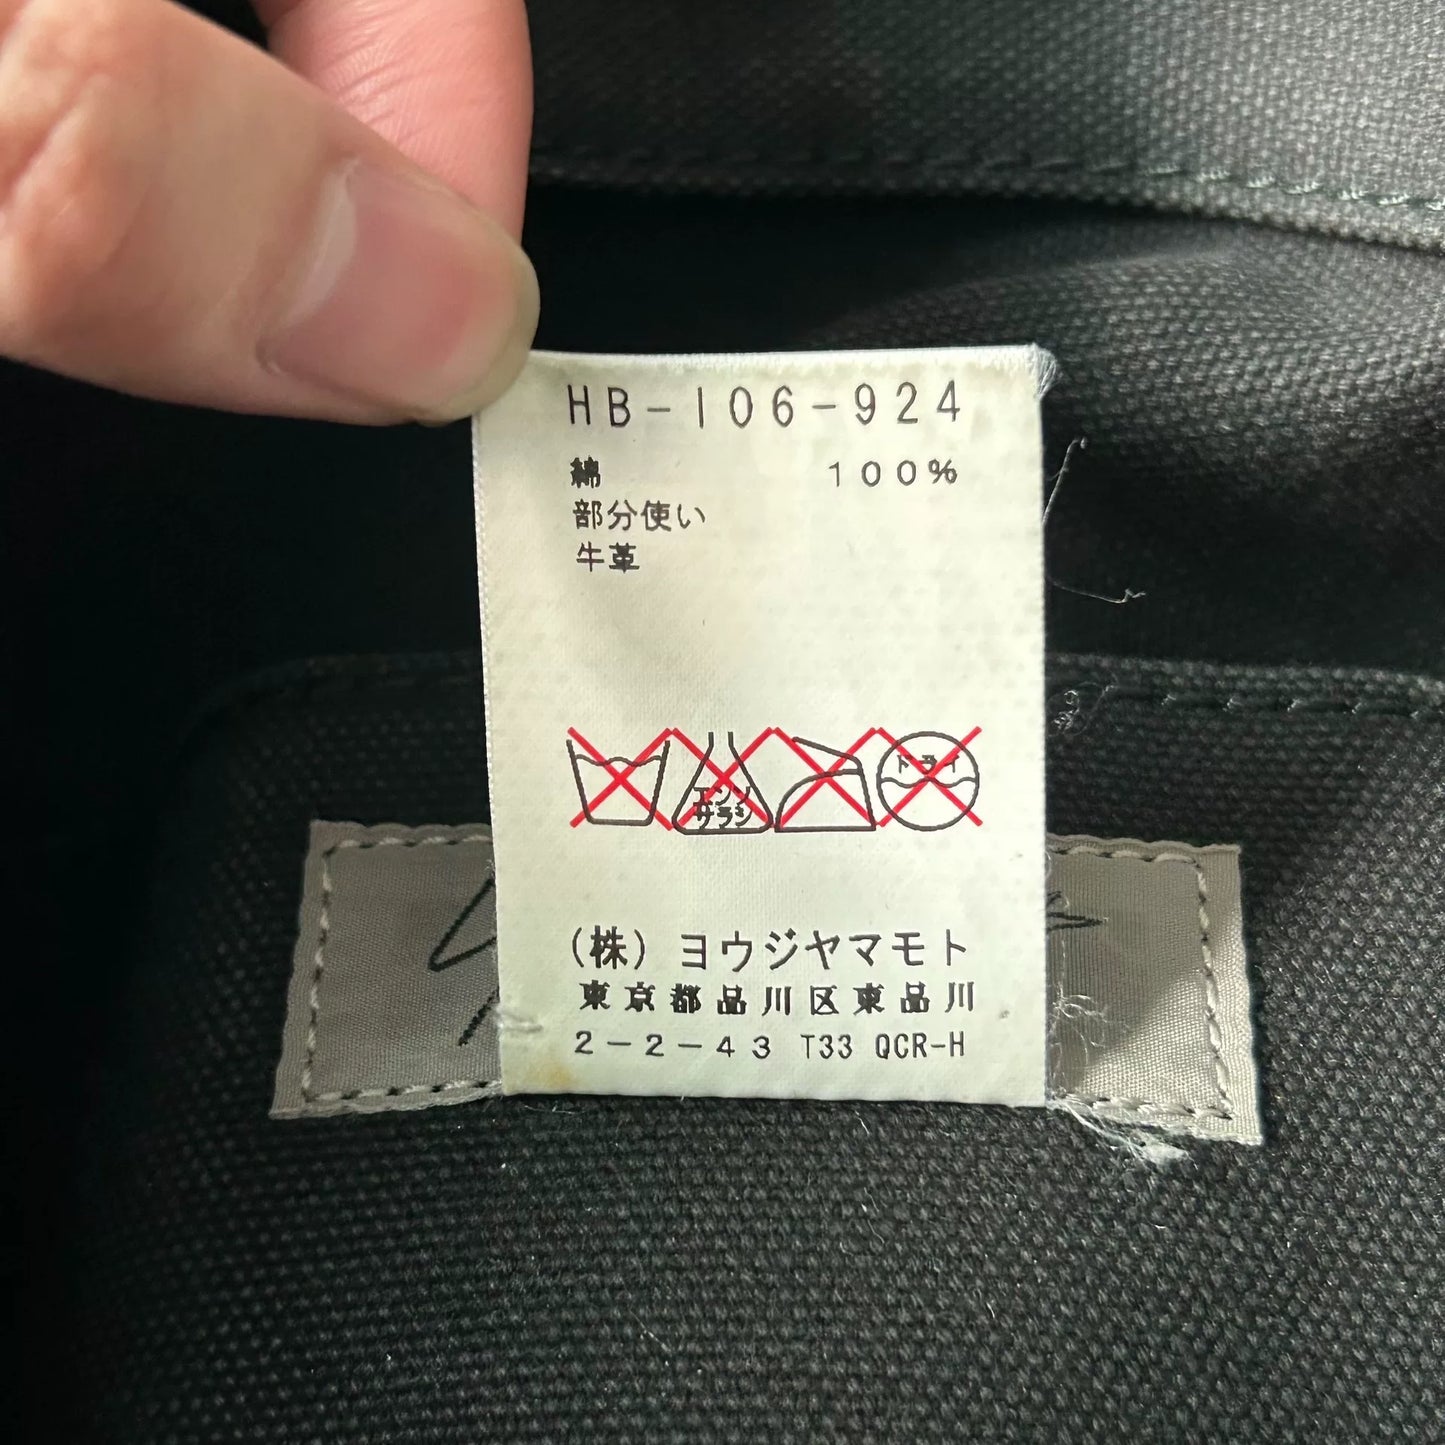 HB-106-924
綿 100%
部分使い
牛革
エンソ
サラシ
ドライ
(株) ヨウジヤマモト
東京都品川区東品川
2-2-43 T33 QCR-H